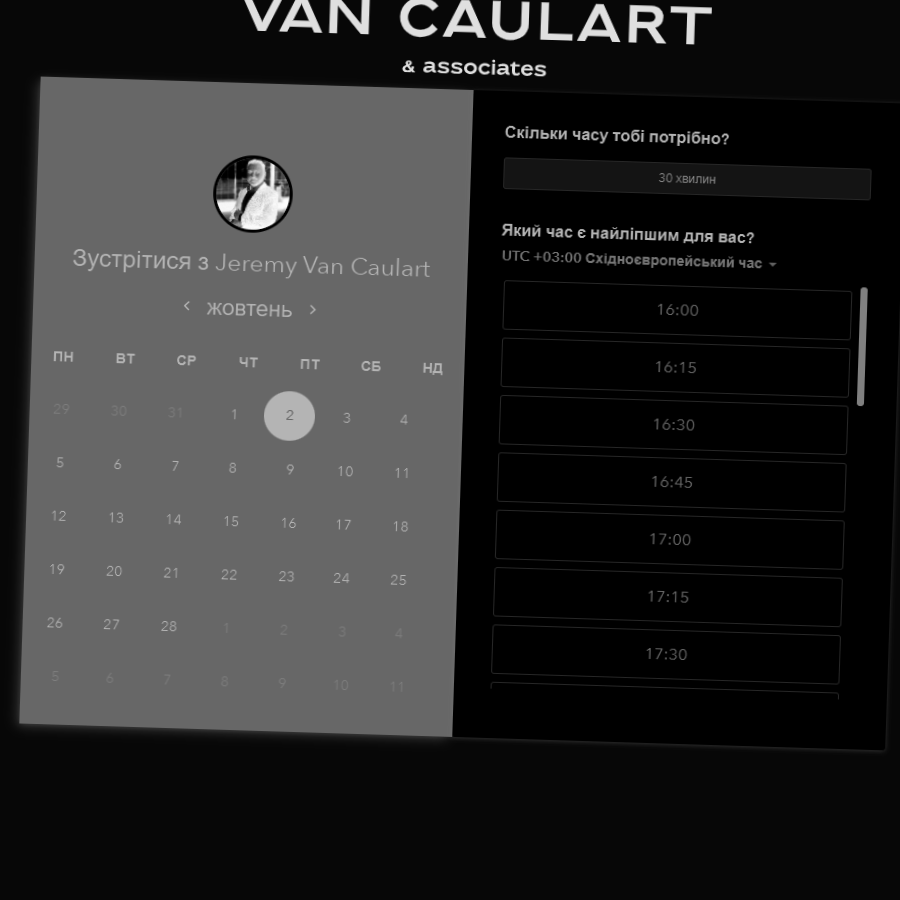 VAN CAULART
& associates
Зустрітися з Jeremy Van Caulart
‹ жовтень ›
ПН ВТ СР ЧТ ПТ СБ НД
29 30 31 1 2 3 4
5 6 7 8 9 10 11
12 13 14 15 16 17 18
19 20 21 22 23 24 25
26 27 28 1 2 3 4
5 6 7 8 9 10 11
Скільки часу тобі потрібно?
30 хвилин
Який час є найліпшим для вас?
UTC +03:00 Східноєвропейський час
16:00
16:15
16:30
16:45
17:00
17:15
17:30